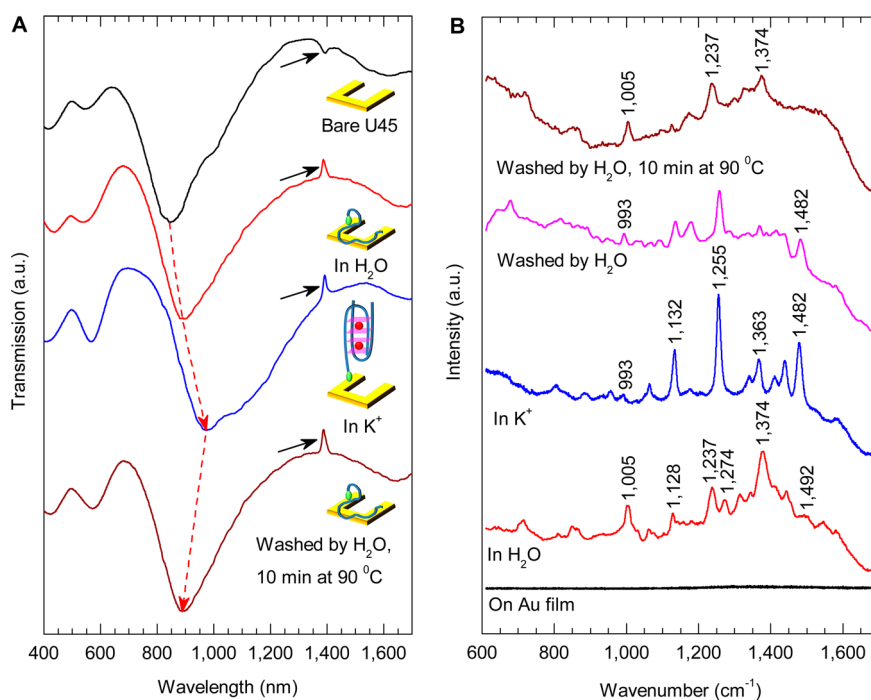 A
Transmission (a.u.)
Bare U45
In H₂O
In K⁺
Washed by H₂O,
10 min at 90 ⁰C
400 600 800 1,000 1,200 1,400 1,600
Wavelength (nm)
B
Intensity (a.u.)
1,005
1,237
1,374
Washed by H₂O, 10 min at 90 ⁰C
993
1,482
Washed by H₂O
993
1,132
1,255
1,363
1,482
In K⁺
1,005
1,128
1,237
1,274
1,374
1,492
In H₂O
On Au film
600 800 1,000 1,200 1,400 1,600
Wavenumber (cm⁻¹)